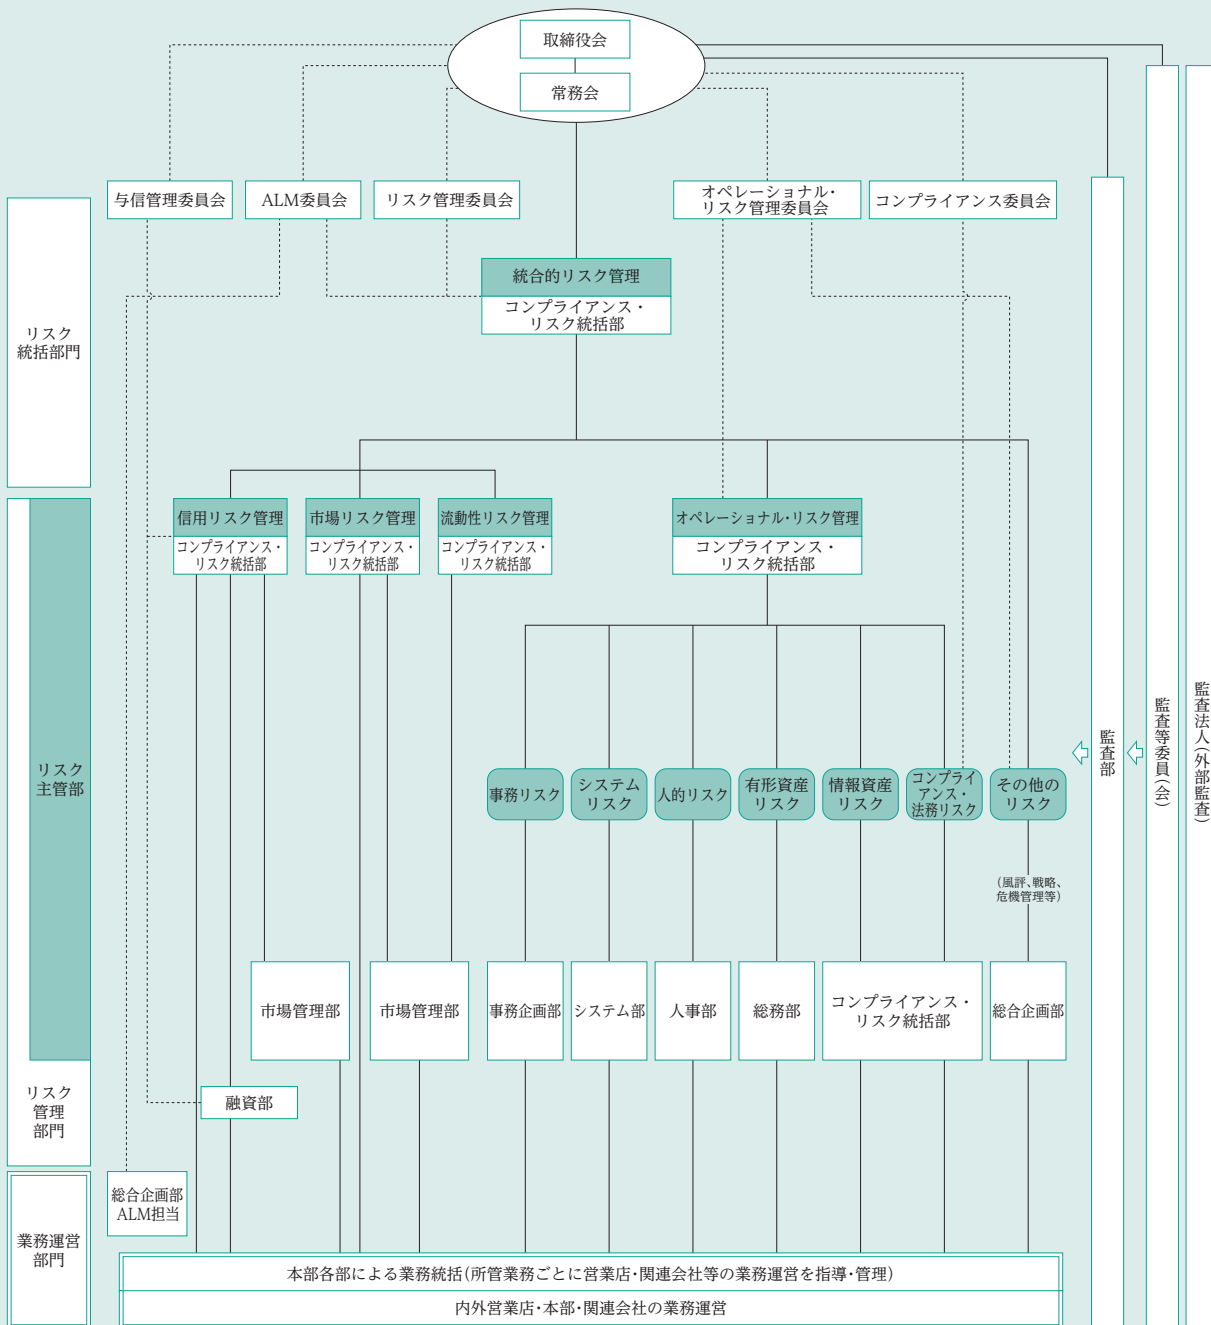 取締役会
常務会
与信管理委員会
ALM委員会
リスク管理委員会
オペレーショナル・
リスク管理委員会
コンプライアンス委員会
統合的リスク管理
コンプライアンス・
リスク統括部
リスク
統括部門
信用リスク管理
コンプライアンス・
リスク統括部
市場リスク管理
コンプライアンス・
リスク統括部
流動性リスク管理
コンプライアンス・
リスク統括部
オペレーショナル・リスク管理
コンプライアンス・
リスク統括部
リスク
主管部
事務リスク
システム
リスク
人的リスク
有形資産
リスク
情報資産
リスク
コンプライ
アンス・
法務リスク
その他の
リスク
(風評、戦略、
危機管理等)
市場管理部
市場管理部
事務企画部
システム部
人事部
総務部
コンプライアンス・
リスク統括部
総合企画部
リスク
管理
部門
融資部
総合企画部
ALM担当
業務運営
部門
本部各部による業務統括(所管業務ごとに営業店・関連会社等の業務運営を指導・管理)
内外営業店・本部・関連会社の業務運営
監査部
監査等委員(会)
監査法人(外部監査)